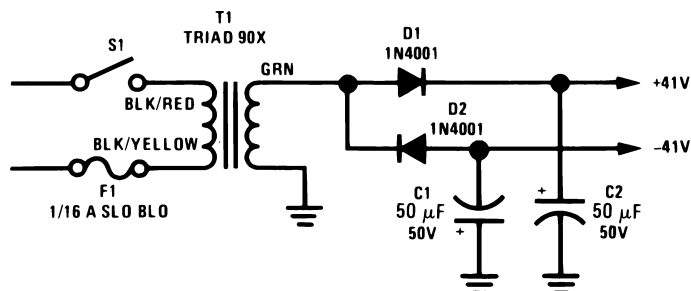 T1
TRIAD 90X
S1
BLK/RED
GRN
D1
1N4001
+41V
BLK/YELLOW
D2
1N4001
-41V
F1
1/16 A SLO BLO
C1
50 µF
50V
+
+
C2
50 µF
50V